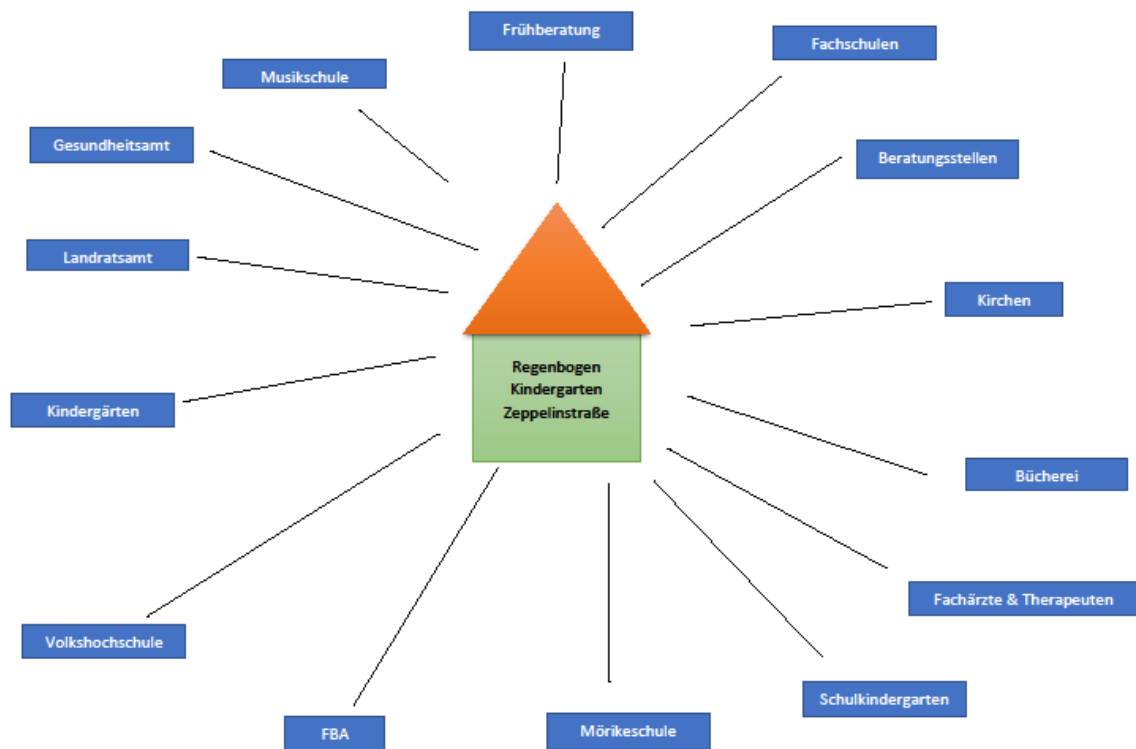 Frühberatung
Fachschulen
Musikschule
Gesundheitsamt
Beratungsstellen
Landratsamt
Kirchen
Regenbogen
Kindergarten
Zeppelinstraße
Kindergärten
Bücherei
Fachärzte & Therapeuten
Volkshochschule
Schulkindergarten
FBA
Mörikeschule